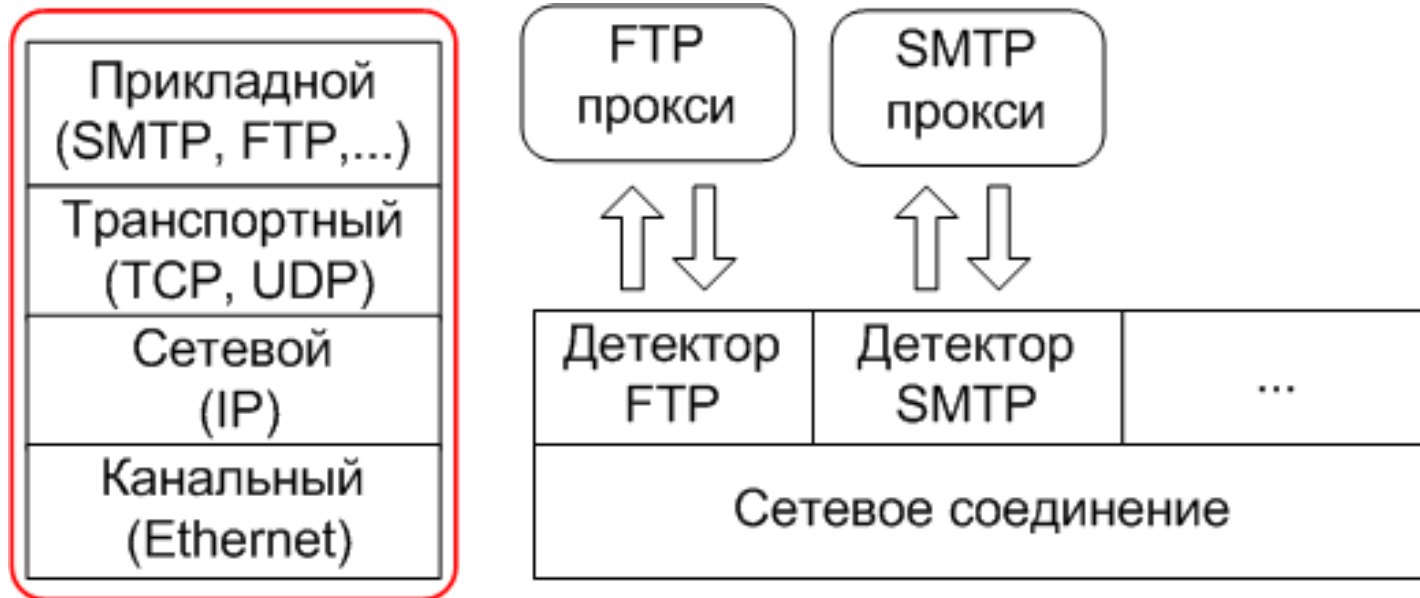 Прикладной
(SMTP, FTP,...)
Транспортный
(TCP, UDP)
Сетевой
(IP)
Канальный
(Ethernet)
FTP
прокси
SMTP
прокси
Детектор
FTP
Детектор
SMTP
...
Сетевое соединение